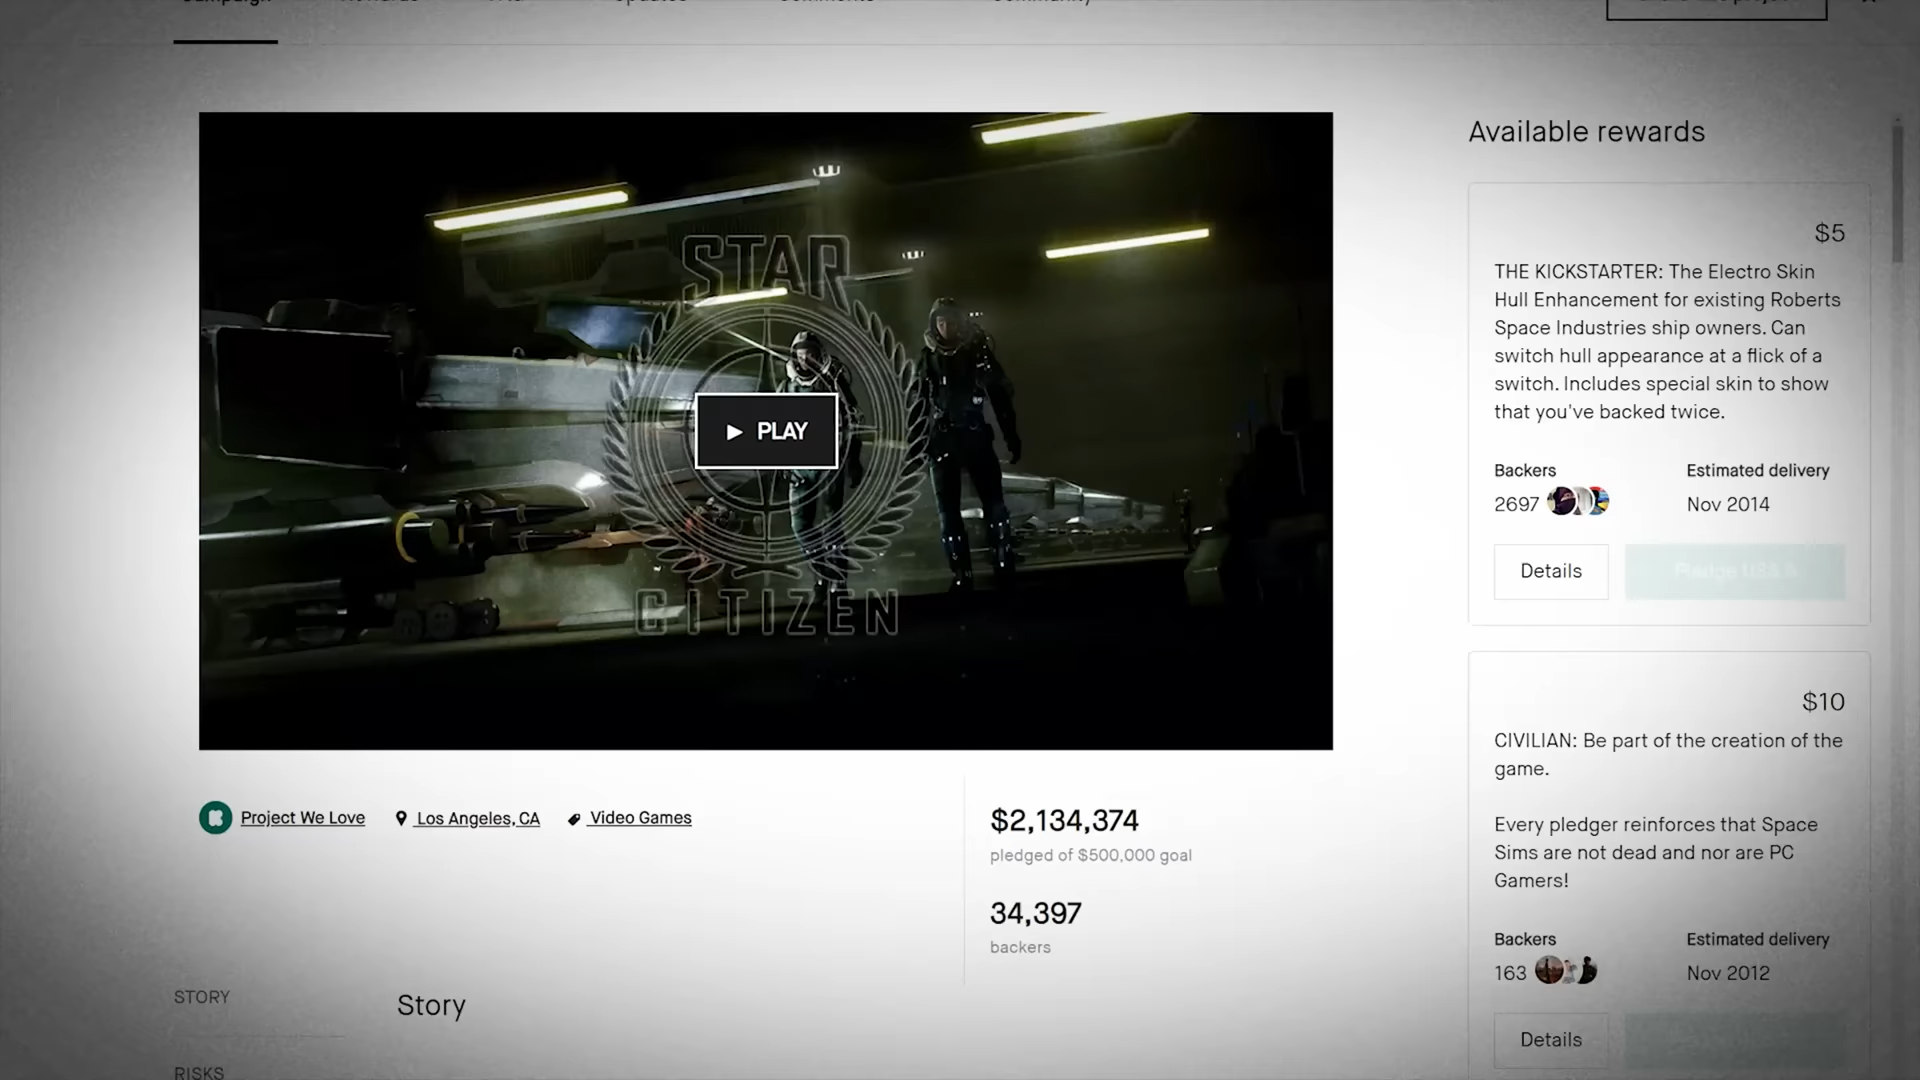 Campaign
Rewards
Updates
Comments
Community
Available rewards
STAR
CITIZEN
PLAY
$5
THE KICKSTARTER: The Electro Skin
Hull Enhancement for existing Roberts
Space Industries ship owners. Can
switch hull appearance at a flick of a
switch. Includes special skin to show
that you've backed twice.
Backers
Estimated delivery
2697
Nov 2014
Details
$10
CIVILIAN: Be part of the creation of the
game.
Every pledger reinforces that Space
Sims are not dead and nor are PC
Gamers!
Backers
Estimated delivery
163
Nov 2012
Details
Project We Love
Los Angeles, CA
Video Games
$2,134,374
pledged of $500,000 goal
34,397
backers
STORY
Story
RISKS